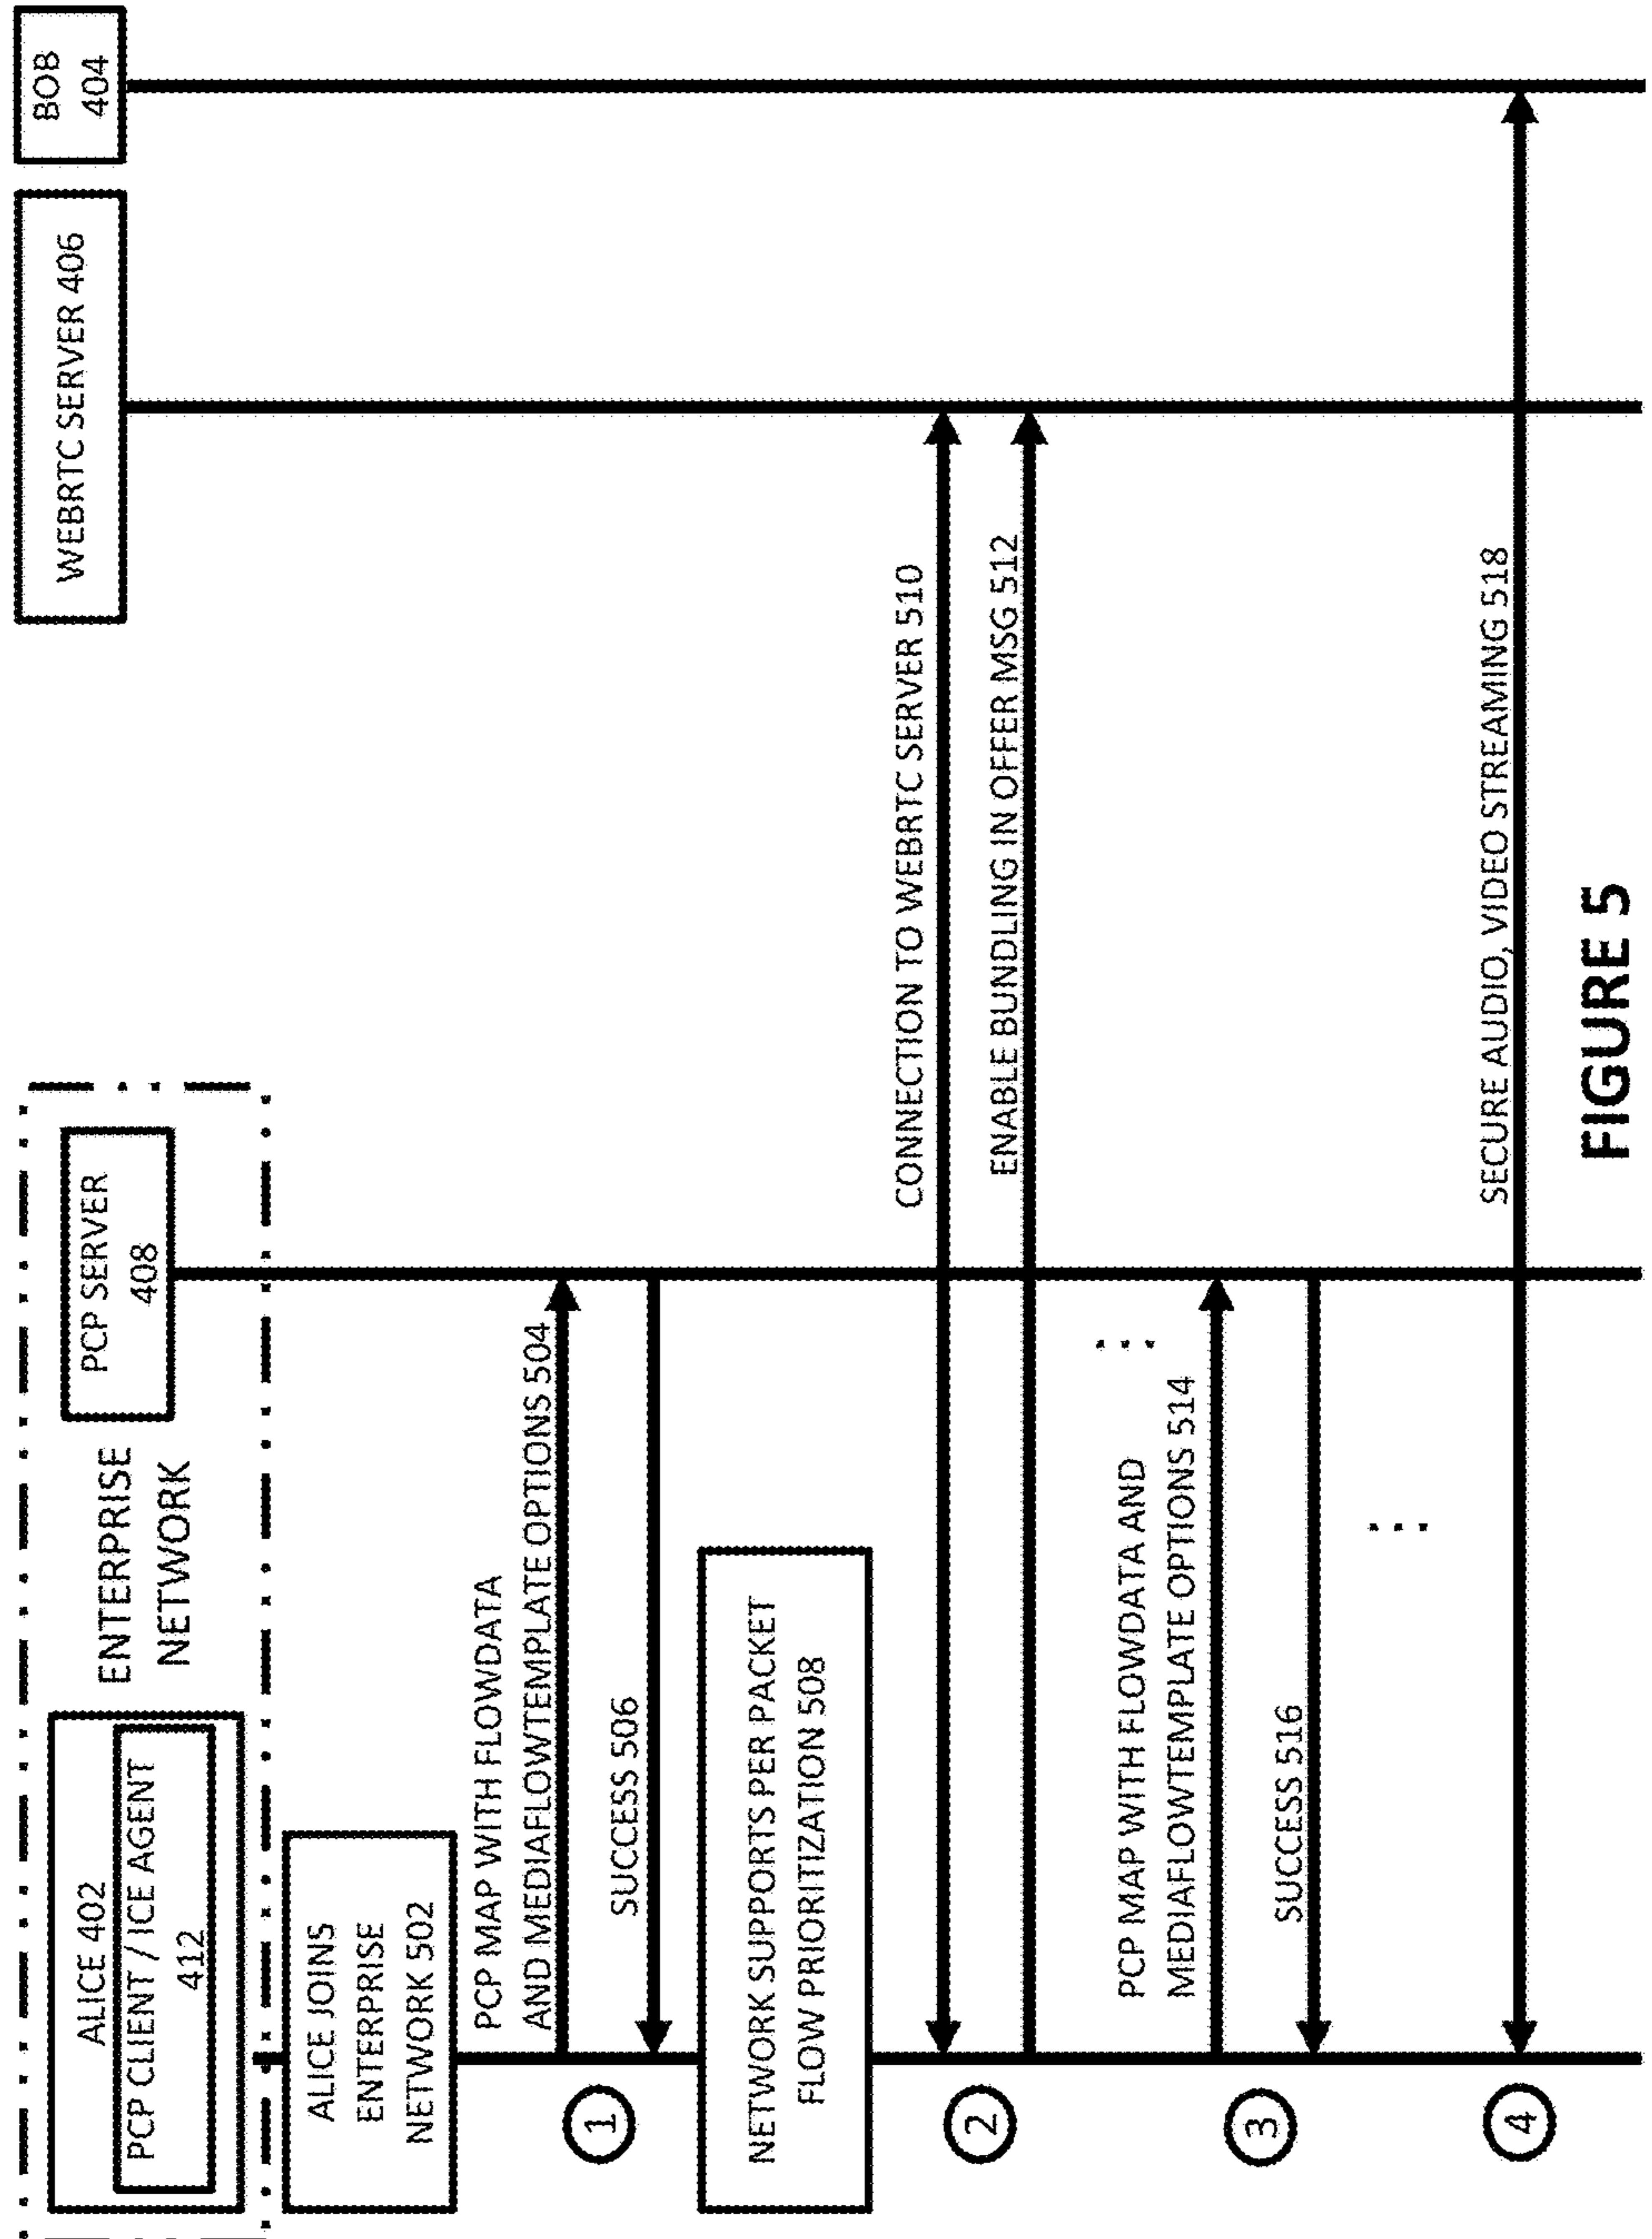 ALICE 402
PCP CLIENT / ICE AGENT
412
ENTERPRISE
NETWORK
PCP SERVER
408
WEBRTC SERVER 406
BOB
404
ALICE JOINS
ENTERPRISE
NETWORK 502
PCP MAP WITH FLOWDATA
AND MEDIAFLOWTEMPLATE OPTIONS 504
1
SUCCESS 506
NETWORK SUPPORTS PER PACKET
FLOW PRIORITIZATION 508
CONNECTION TO WEBRTC SERVER 510
2
ENABLE BUNDLING IN OFFER MSG 512
...
PCP MAP WITH FLOWDATA AND
MEDIAFLOWTEMPLATE OPTIONS 514
3
SUCCESS 516
...
SECURE AUDIO, VIDEO STREAMING 518
4
FIGURE 5